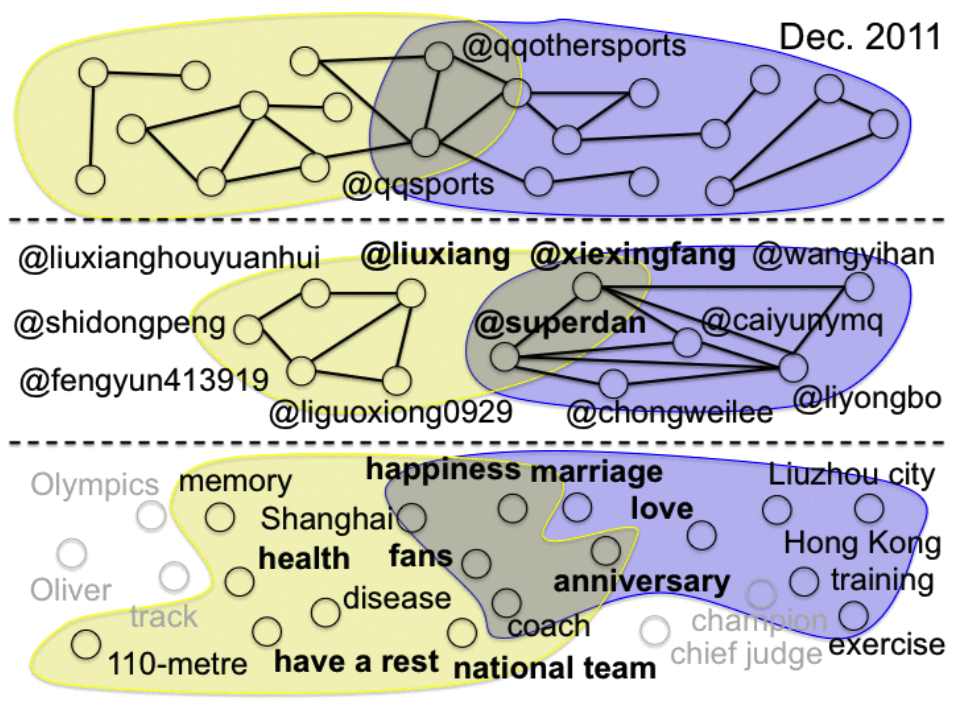 @qqothersports
Dec. 2011
@qqsports
@liuxianghouyuanhui
@liuxiang
@xiexingfang
@wangyihan
@shidongpeng
@superdan
@caiyunymq
@fengyun413919
@liguoxiong0929
@chongweilee
@liyongbo
happiness
marriage
Liuzhou city
Olympics
memory
love
Shanghai
health
fans
Hong Kong
Oliver
anniversary
training
disease
track
coach
champion
exercise
110-metre
have a rest
national team
chief judge